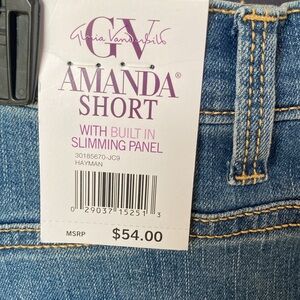 GV
Gloria Vanderbilt
AMANDA®
SHORT
WITH BUILT IN
SLIMMING PANEL
30185670-JC9
HAYMAN
0 29037 15251 3
MSRP $54.00